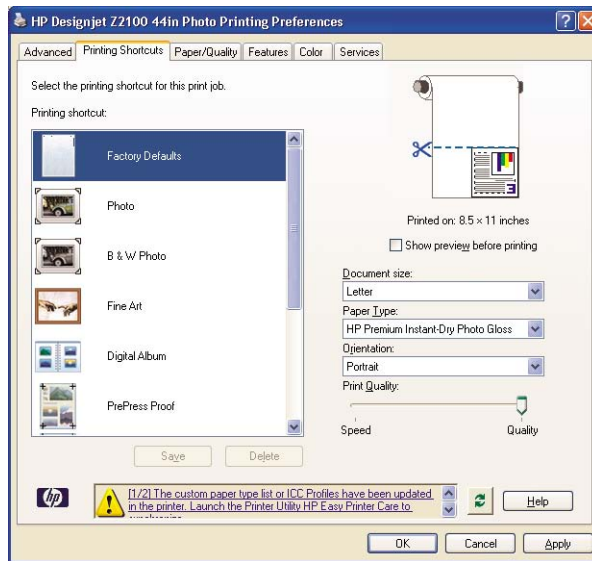 HP Designjet Z2100 44in Photo Printing Preferences
Advanced Printing Shortcuts Paper/Quality Features Color Services
Select the printing shortcut for this print job.
Printing shortcut:
Factory Defaults
Photo
B & W Photo
Fine Art
Digital Album
PrePress Proof
Save Delete
3
Printed on: 8.5 × 11 inches
Show preview before printing
Document size:
Letter
Paper Type:
HP Premium Instant-Dry Photo Gloss
Orientation:
Portrait
Print Quality:
Speed Quality
hp
[1/2] The custom paper type list or ICC Profiles have been updated
in the printer. Launch the Printer Utility HP Easy Printer Care to
Help
OK Cancel Apply